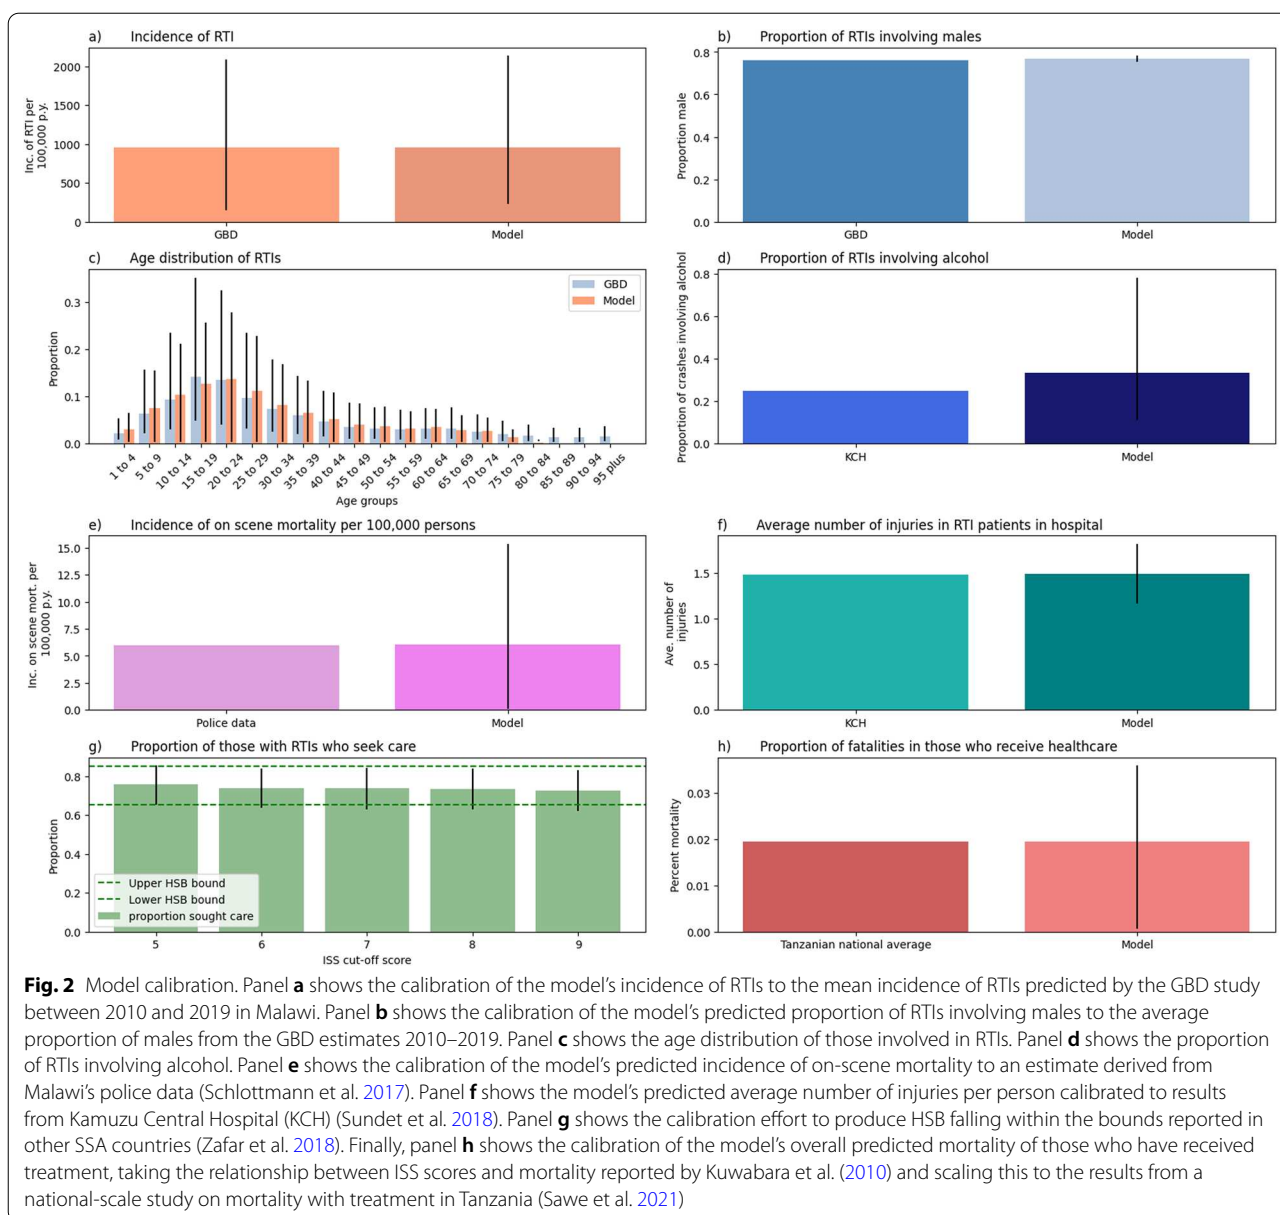 a) Incidence of RTI
Inc. of RTI per
100,000 p.y.
2000
1500
1000
500
0
GBD Model
b) Proportion of RTIs involving males
Proportion male
0.8
0.6
0.4
0.2
0.0
GBD Model
c) Age distribution of RTIs
Proportion
0.3
0.2
0.1
0.0
GBD
Model
1 to 4 5 to 9 10 to 14 15 to 19 20 to 24 25 to 29 30 to 34 35 to 39 40 to 44 45 to 49 50 to 54 55 to 59 60 to 64 65 to 69 70 to 74 75 to 79 80 to 84 85 to 89 90 to 94 95 plus
Age groups
d) Proportion of RTIs involving alcohol
Proportion of crashes involving alcohol
0.8
0.6
0.4
0.2
0.0
KCH Model
e) Incidence of on scene mortality per 100,000 persons
Inc. on scene mort. per
100,000 p.y.
15.0
12.5
10.0
7.5
5.0
2.5
0.0
Police data Model
f) Average number of injuries in RTI patients in hospital
Ave. number of
injuries
1.5
1.0
0.5
0.0
KCH Model
g) Proportion of those with RTIs who seek care
Proportion
0.8
0.6
0.4
0.2
0.0
Upper HSB bound
Lower HSB bound
proportion sought care
5 6 7 8 9
ISS cut-off score
h) Proportion of fatalities in those who receive healthcare
Percent mortality
0.03
0.02
0.01
0.00
Tanzanian national average Model
Fig. 2 Model calibration. Panel a shows the calibration of the model's incidence of RTIs to the mean incidence of RTIs predicted by the GBD study
between 2010 and 2019 in Malawi. Panel b shows the calibration of the model's predicted proportion of RTIs involving males to the average
proportion of males from the GBD estimates 2010–2019. Panel c shows the age distribution of those involved in RTIs. Panel d shows the proportion
of RTIs involving alcohol. Panel e shows the calibration of the model's predicted incidence of on-scene mortality to an estimate derived from
Malawi's police data (Schlottmann et al. 2017). Panel f shows the model's predicted average number of injuries per person calibrated to results
from Kamuzu Central Hospital (KCH) (Sundet et al. 2018). Panel g shows the calibration effort to produce HSB falling within the bounds reported in
other SSA countries (Zafar et al. 2018). Finally, panel h shows the calibration of the model's overall predicted mortality of those who have received
treatment, taking the relationship between ISS scores and mortality reported by Kuwabara et al. (2010) and scaling this to the results from a
national-scale study on mortality with treatment in Tanzania (Sawe et al. 2021)